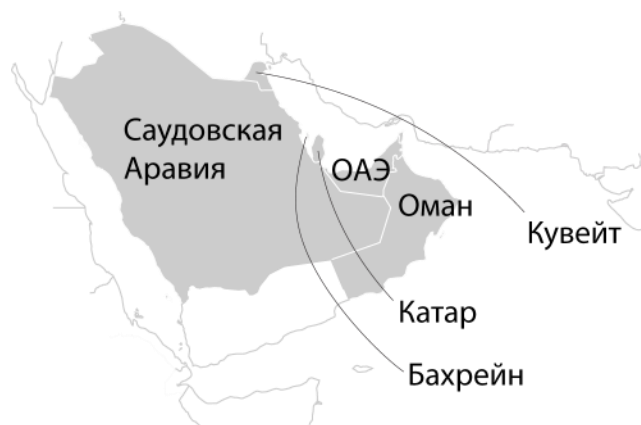 Саудовская
Аравия
ОАЭ
Оман
Кувейт
Катар
Бахрейн